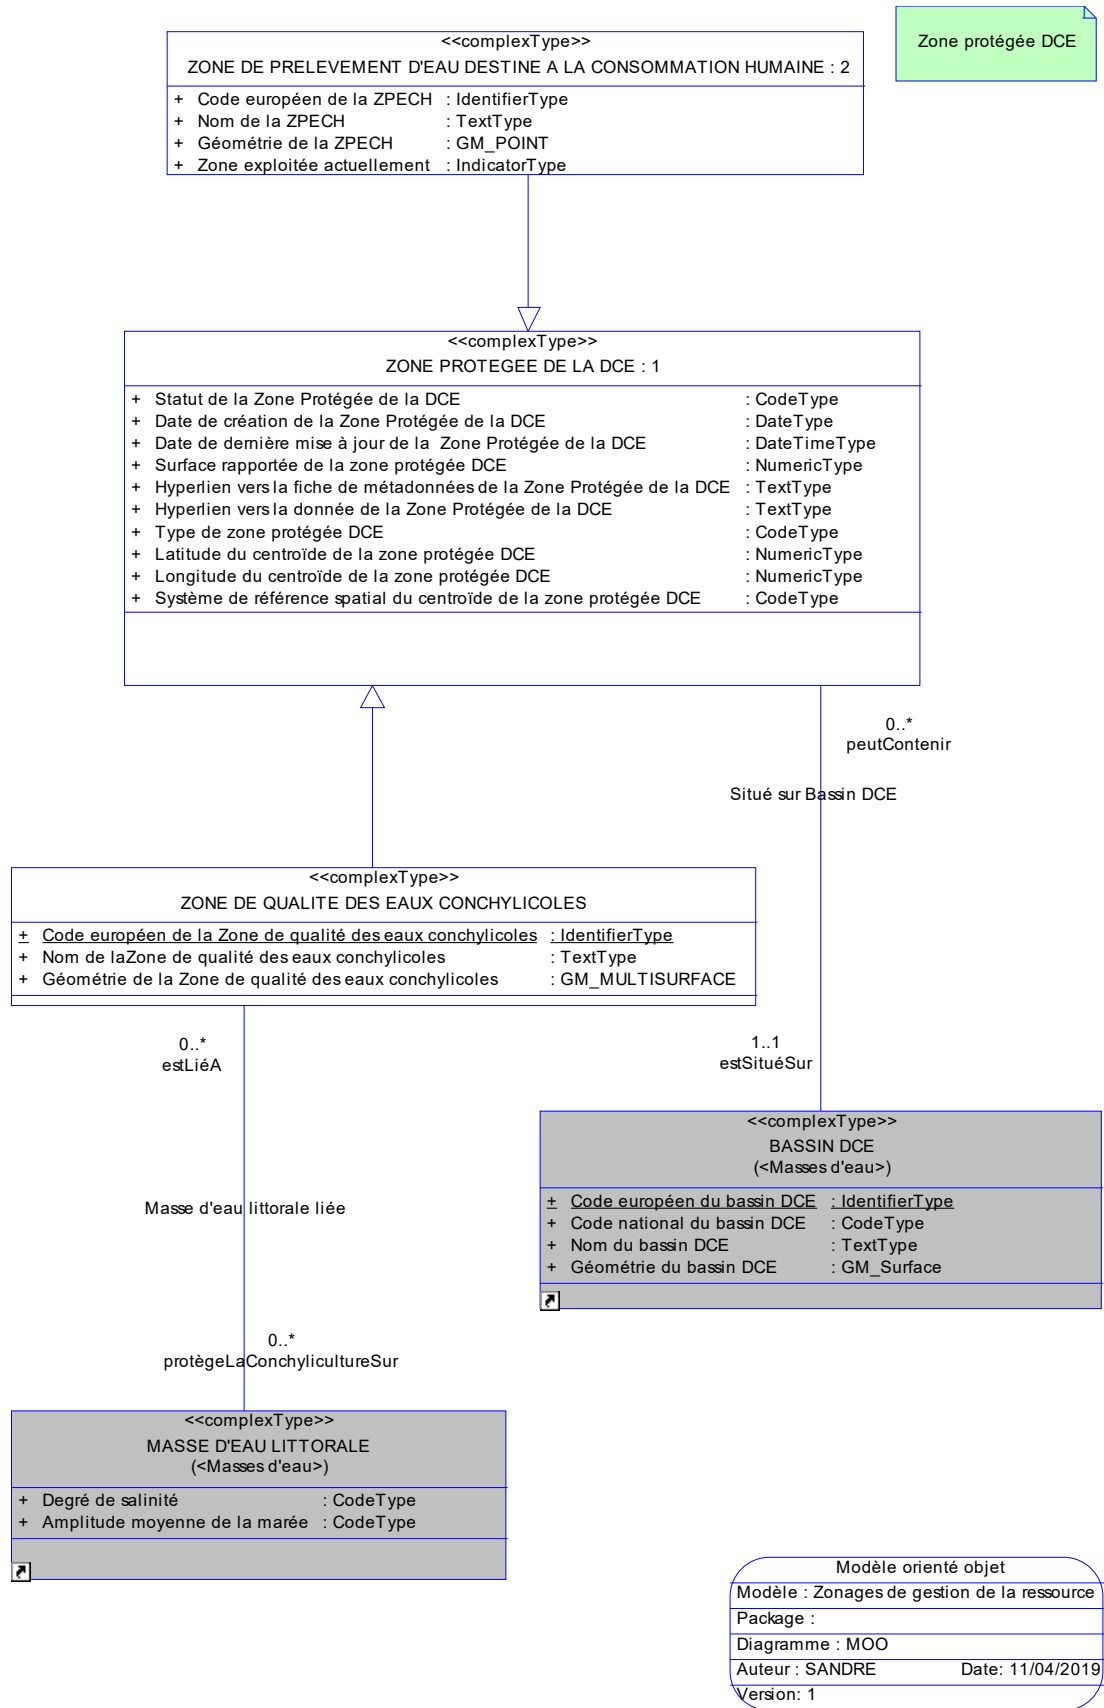 Zone protégée DCE
<<complexType>>
ZONE DE PRELEVEMENT D'EAU DESTINE A LA CONSOMMATION HUMAINE : 2
+ Code européen de la ZPECH : IdentifierType
+ Nom de la ZPECH : TextType
+ Géométrie de la ZPECH : GM_POINT
+ Zone exploitée actuellement : IndicatorType
<<complexType>>
ZONE PROTEGEE DE LA DCE : 1
+ Statut de la Zone Protégée de la DCE : CodeType
+ Date de création de la Zone Protégée de la DCE : DateType
+ Date de dernière mise à jour de la Zone Protégée de la DCE : DateTimeType
+ Surface rapportée de la zone protégée DCE : NumericType
+ Hyperlien vers la fiche de métadonnées de la Zone Protégée de la DCE : TextType
+ Hyperlien vers la donnée de la Zone Protégée de la DCE : TextType
+ Type de zone protégée DCE : CodeType
+ Latitude du centroïde de la zone protégée DCE : NumericType
+ Longitude du centroïde de la zone protégée DCE : NumericType
+ Système de référence spatial du centroïde de la zone protégée DCE : CodeType
0..*
peutContenir
Situé sur Bassin DCE
<<complexType>>
ZONE DE QUALITE DES EAUX CONCHYLICOLES
+ Code européen de la Zone de qualité des eaux conchylicoles : IdentifierType
+ Nom de laZone de qualité des eaux conchylicoles : TextType
+ Géométrie de la Zone de qualité des eaux conchylicoles : GM_MULTISURFACE
0..*
estLiéA
1..1
estSituéSur
<<complexType>>
BASSIN DCE
(<Masses d'eau>)
+ Code européen du bassin DCE : IdentifierType
+ Code national du bassin DCE : CodeType
+ Nom du bassin DCE : TextType
+ Géométrie du bassin DCE : GM_Surface
Masse d'eau littorale liée
0..*
protègeLaConchylicultureSur
<<complexType>>
MASSE D'EAU LITTORALE
(<Masses d'eau>)
+ Degré de salinité : CodeType
+ Amplitude moyenne de la marée : CodeType
Modèle orienté objet
Modèle : Zonages de gestion de la ressource
Package :
Diagramme : MOO
Auteur : SANDRE Date: 11/04/2019
Version: 1